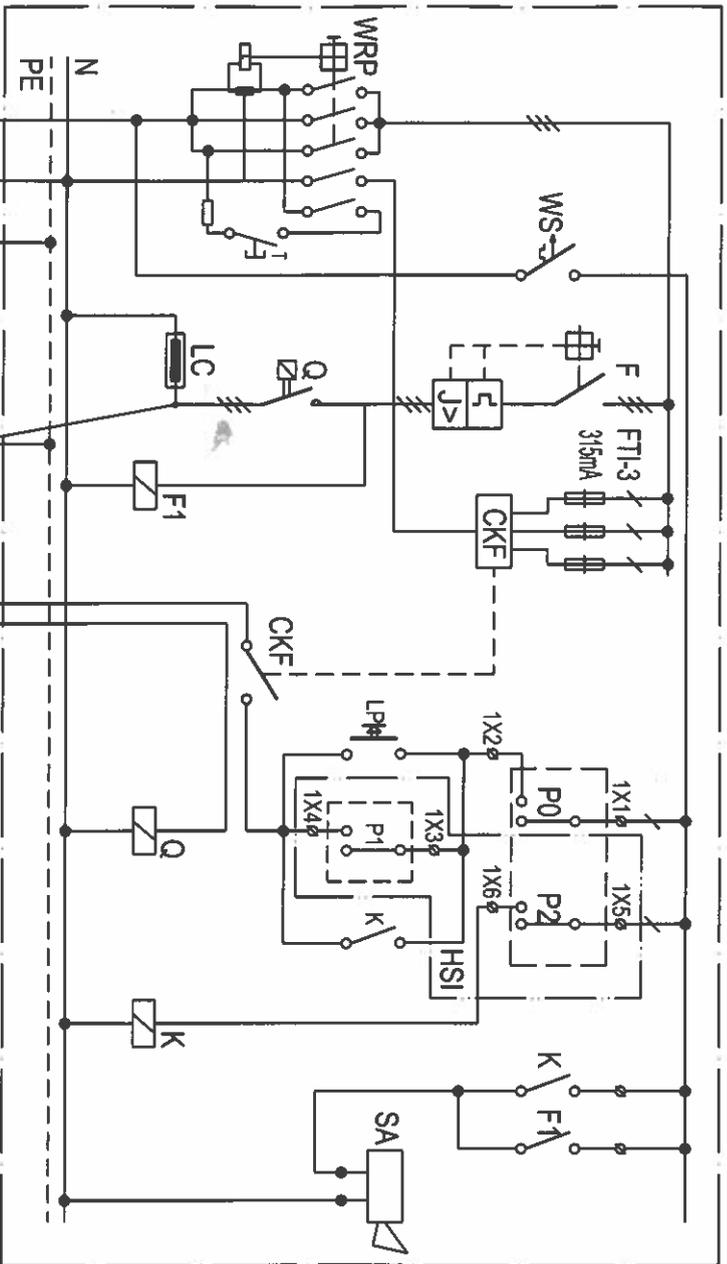 WRP
N
PE
WS
T
F
FTI-3
315mA
J>
Q
LC
CKF
F1
CKF
1X1
P0
1X2
LP
1X3
P1
1X4
1X5
P2
1X6
HSI
K
Q
K
K
F1
SA